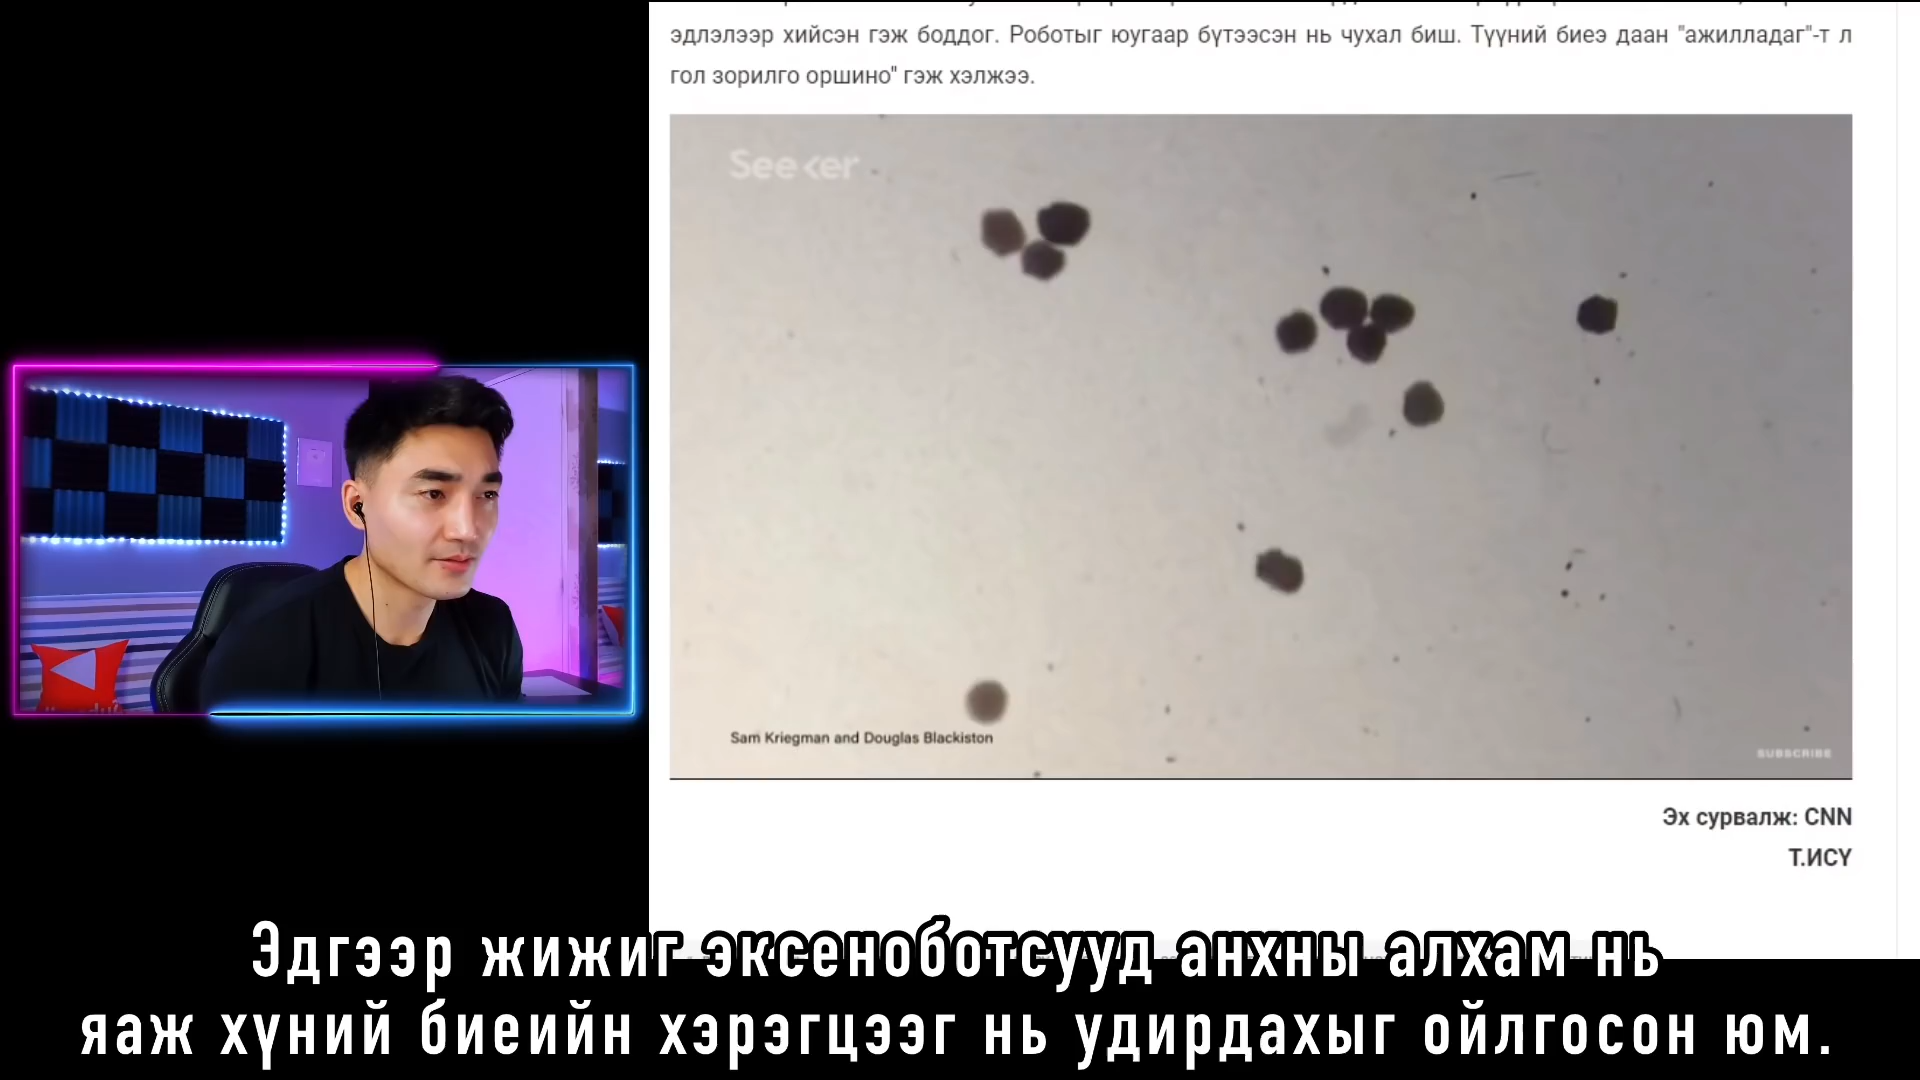 эдлэлээр хийсэн гэж боддог. Роботыг юугаар бүтээсэн нь чухал биш. Түүний биеэ даан "ажилладаг"-т л
гол зорилго оршино" гэж хэлжээ.
Seeker
Sam Kriegman and Douglas Blackiston
SUBSCRIBE
Эх сурвалж: CNN
Т.ИСҮ
Эдгээр жижиг эксеноботсууд анхны алхам нь
яаж хүний биеийн хэрэгцээг нь удирдахыг ойлгосон юм.